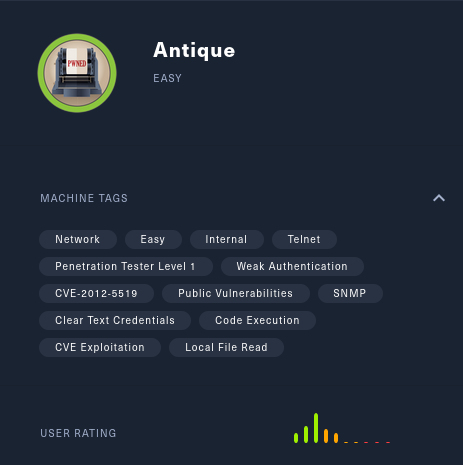 PWNED
Antique
EASY
MACHINE TAGS
Network Easy Internal Telnet
Penetration Tester Level 1 Weak Authentication
CVE-2012-5519 Public Vulnerabilities SNMP
Clear Text Credentials Code Execution
CVE Exploitation Local File Read
USER RATING